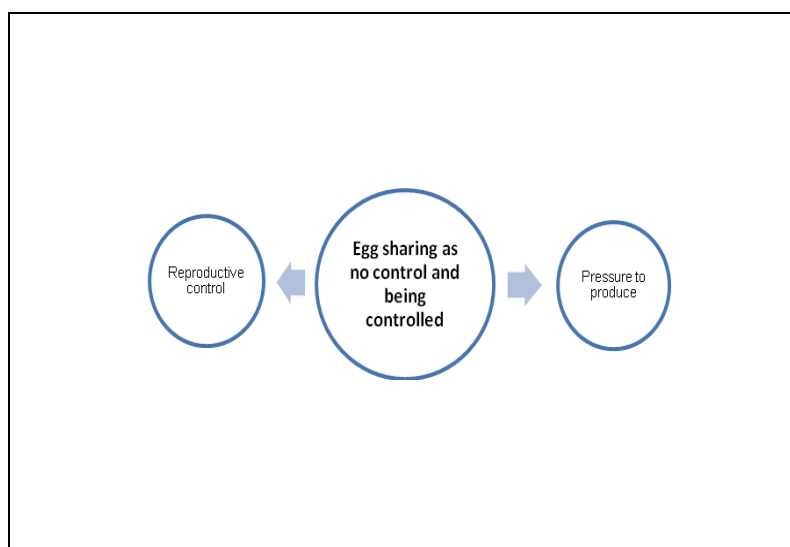 Reproductive
control
Egg sharing as
no control and
being
controlled
Pressure to
produce